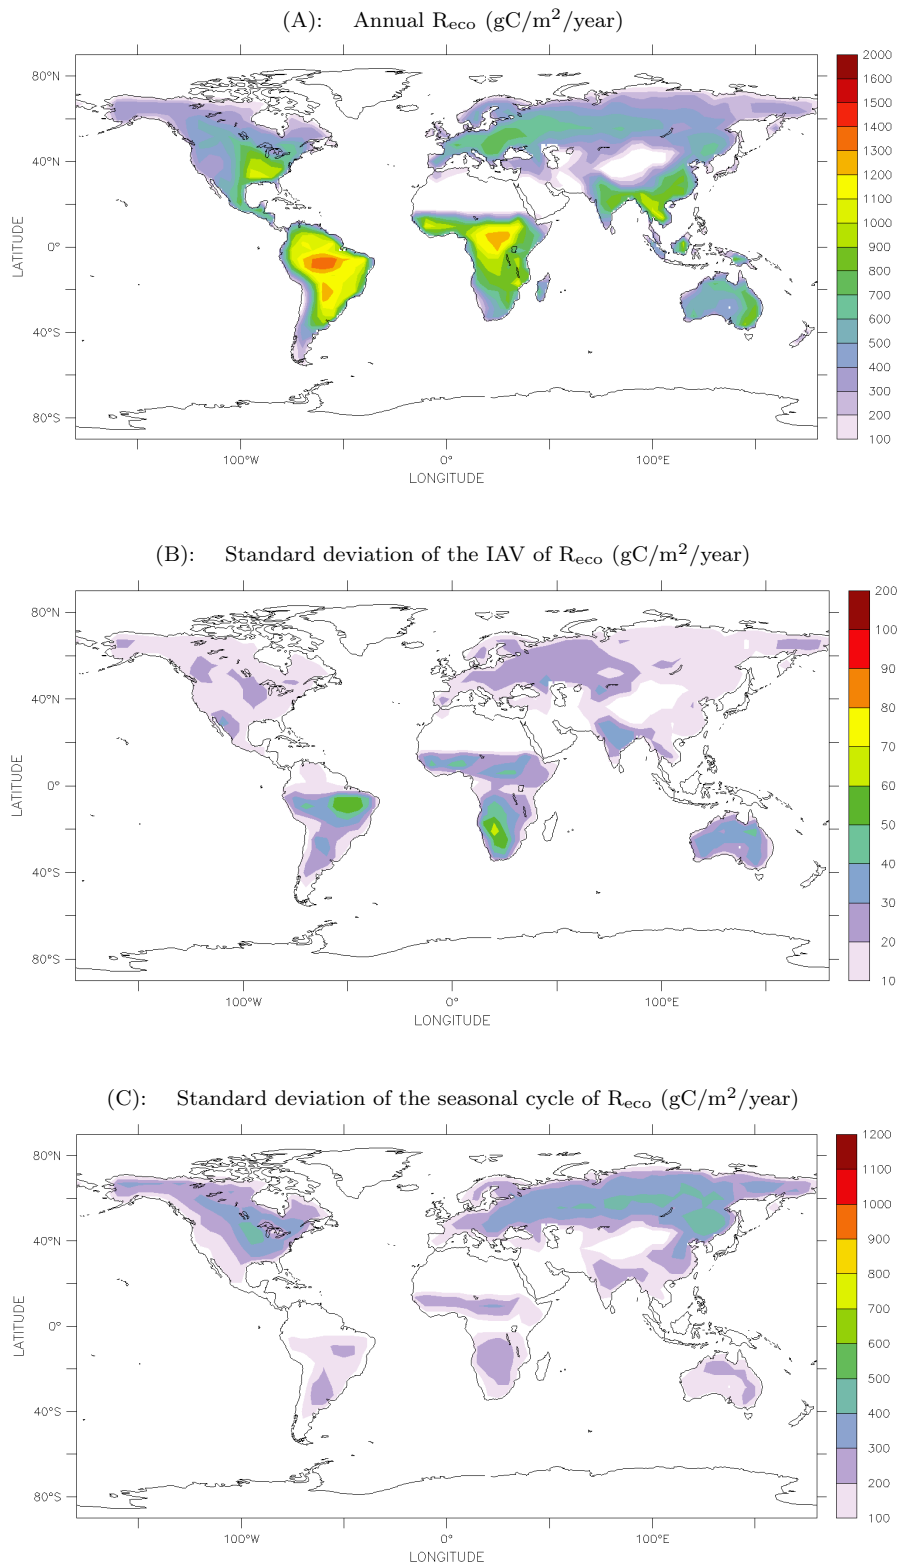 (A): Annual R_eco (gC/m²/year)
80°N
40°N
0°
40°S
80°S
LATITUDE
100°W 0° 100°E
LONGITUDE
2000
1600
1500
1400
1300
1200
1100
1000
900
800
700
600
500
400
300
200
100
(B): Standard deviation of the IAV of R_eco (gC/m²/year)
80°N
40°N
0°
40°S
80°S
LATITUDE
100°W 0° 100°E
LONGITUDE
200
100
90
80
70
60
50
40
30
20
10
(C): Standard deviation of the seasonal cycle of R_eco (gC/m²/year)
80°N
40°N
0°
40°S
80°S
LATITUDE
100°W 0° 100°E
LONGITUDE
1200
1100
1000
900
800
700
600
500
400
300
200
100